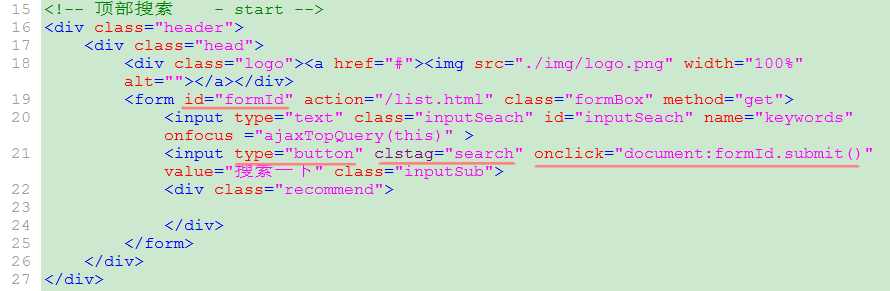 15 <!-- 顶部搜索    - start -->
16 <div class="header">
17     <div class="head">
18         <div class="logo"><a href="#"><img src="./img/logo.png" width="100%"
           alt=""></a></div>
19         <form id="formId" action="/list.html" class="formBox" method="get">
20             <input type="text" class="inputSeach" id="inputSeach" name="keywords"
               onfocus ="ajaxTopQuery(this)" >
21             <input type="button" clstag="search" onclick="document:formId.submit()"
               value="搜索一下" class="inputSub">
22             <div class="recommend">
23
24             </div>
25         </form>
26     </div>
27 </div>